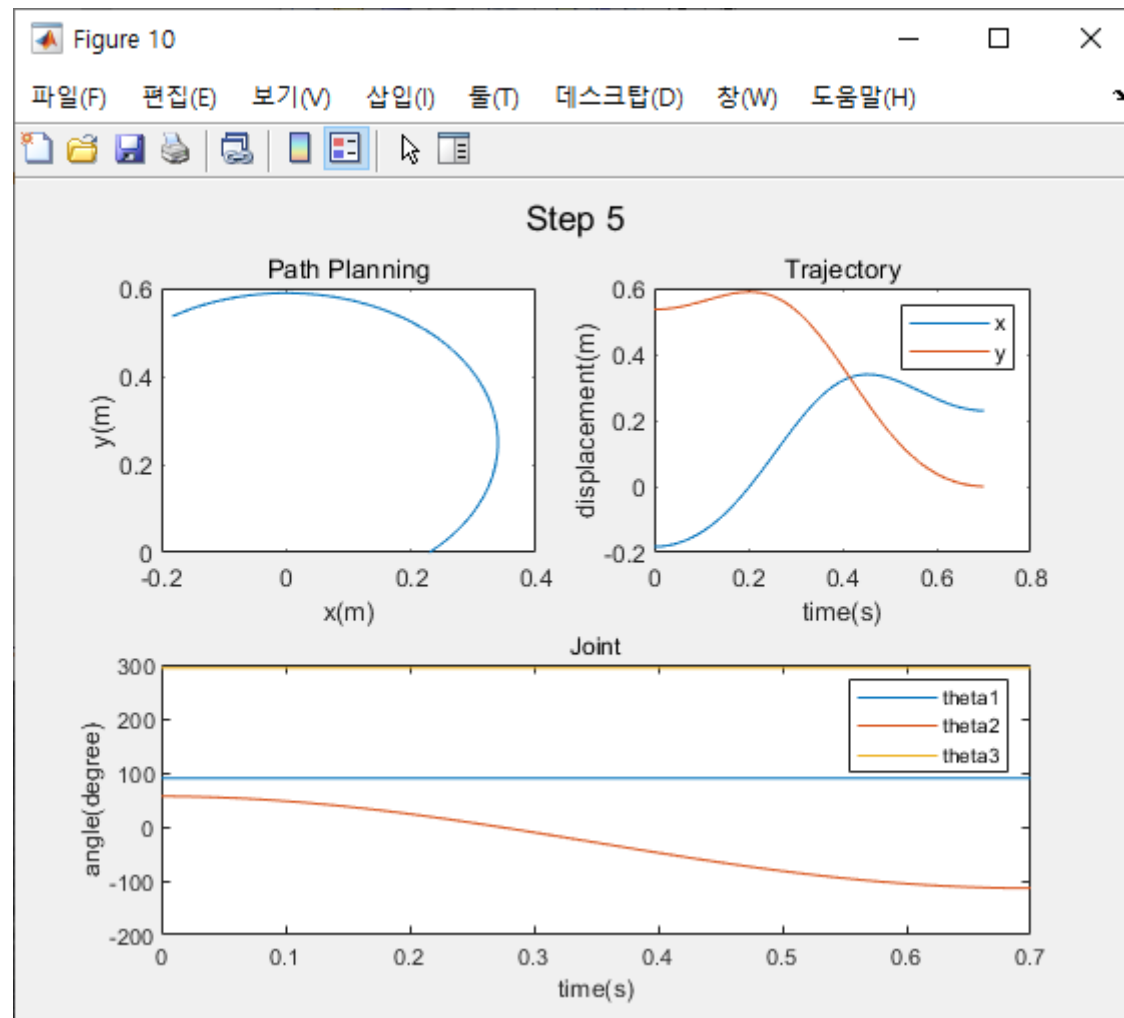 Figure 10
파일(F) 편집(E) 보기(V) 삽입(I) 툴(T) 데스크탑(D) 창(W) 도움말(H)
Step 5
Path Planning
0.6
0.4
0.2
0
y(m)
-0.2 0 0.2 0.4
x(m)
Trajectory
0.6
0.4
0.2
0
-0.2
displacement(m)
x
y
0 0.2 0.4 0.6 0.8
time(s)
Joint
300
200
100
0
-100
-200
angle(degree)
theta1
theta2
theta3
0 0.1 0.2 0.3 0.4 0.5 0.6 0.7
time(s)